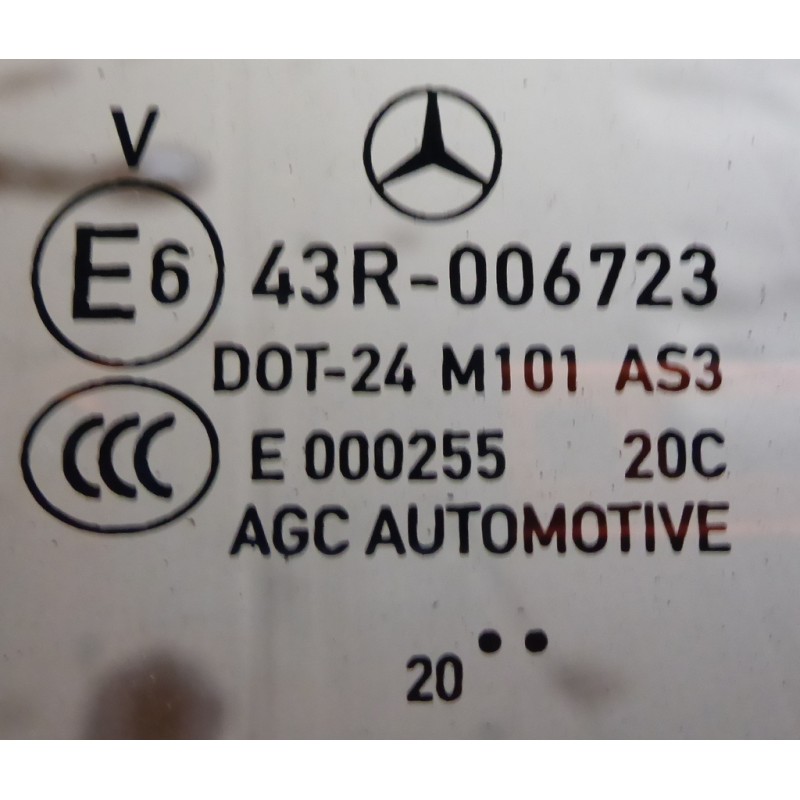 V
E6 43R-006723
DOT-24 M101 AS3
CCC E 000255 20C
AGC AUTOMOTIVE
20 ••